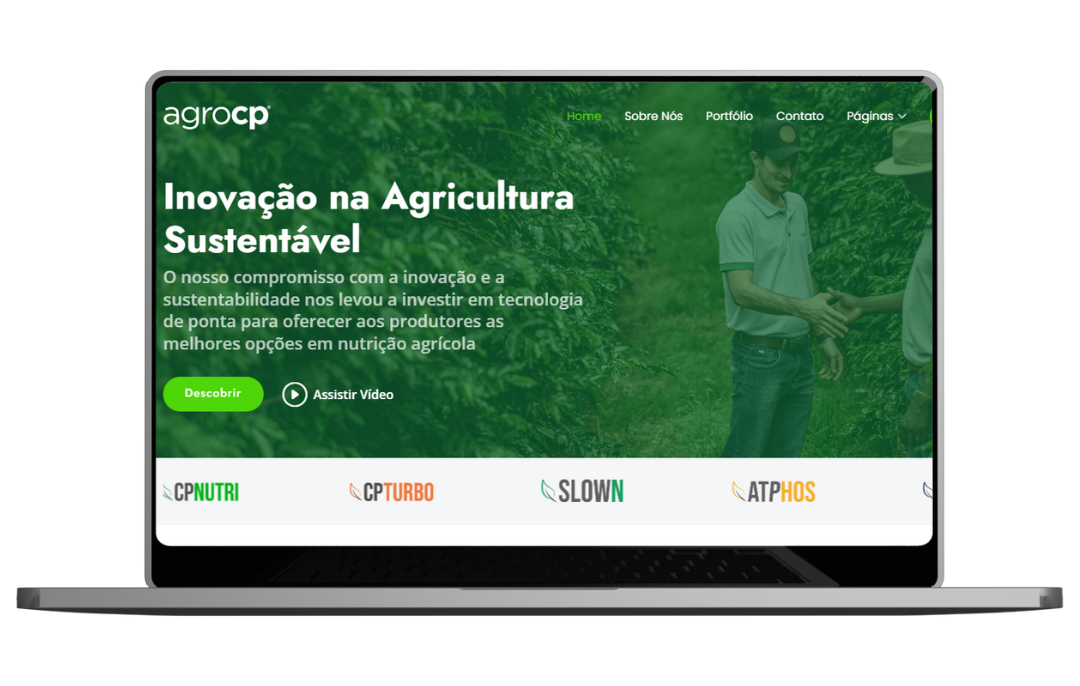 agrocp®
Home Sobre Nós Portfólio Contato Páginas
Inovação na Agricultura
Sustentável
O nosso compromisso com a inovação e a
sustentabilidade nos levou a investir em tecnologia
de ponta para oferecer aos produtores as
melhores opções em nutrição agrícola
Descobrir Assistir Vídeo
CPNUTRI CPTURBO SLOWN ATPHOS